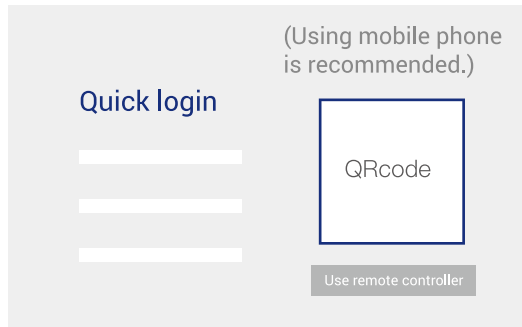 Quick login
(Using mobile phone
is recommended.)
QRcode
Use remote controller